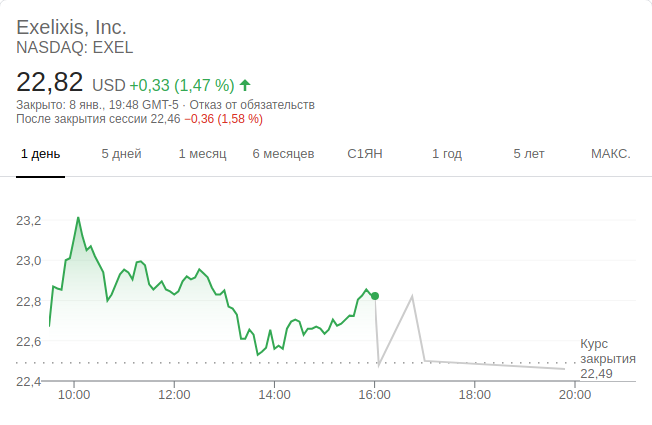 Exelixis, Inc.
NASDAQ: EXEL
22,82 USD +0,33 (1,47 %)
Закрыто: 8 янв., 19:48 GMT-5 · Отказ от обязательств
После закрытия сессии 22,46 −0,36 (1,58 %)
1 день 5 дней 1 месяц 6 месяцев С1ЯН 1 год 5 лет МАКС.
23,2
23,0
22,8
22,6
Курс
закрытия
22,49
22,4
10:00 12:00 14:00 16:00 18:00 20:00